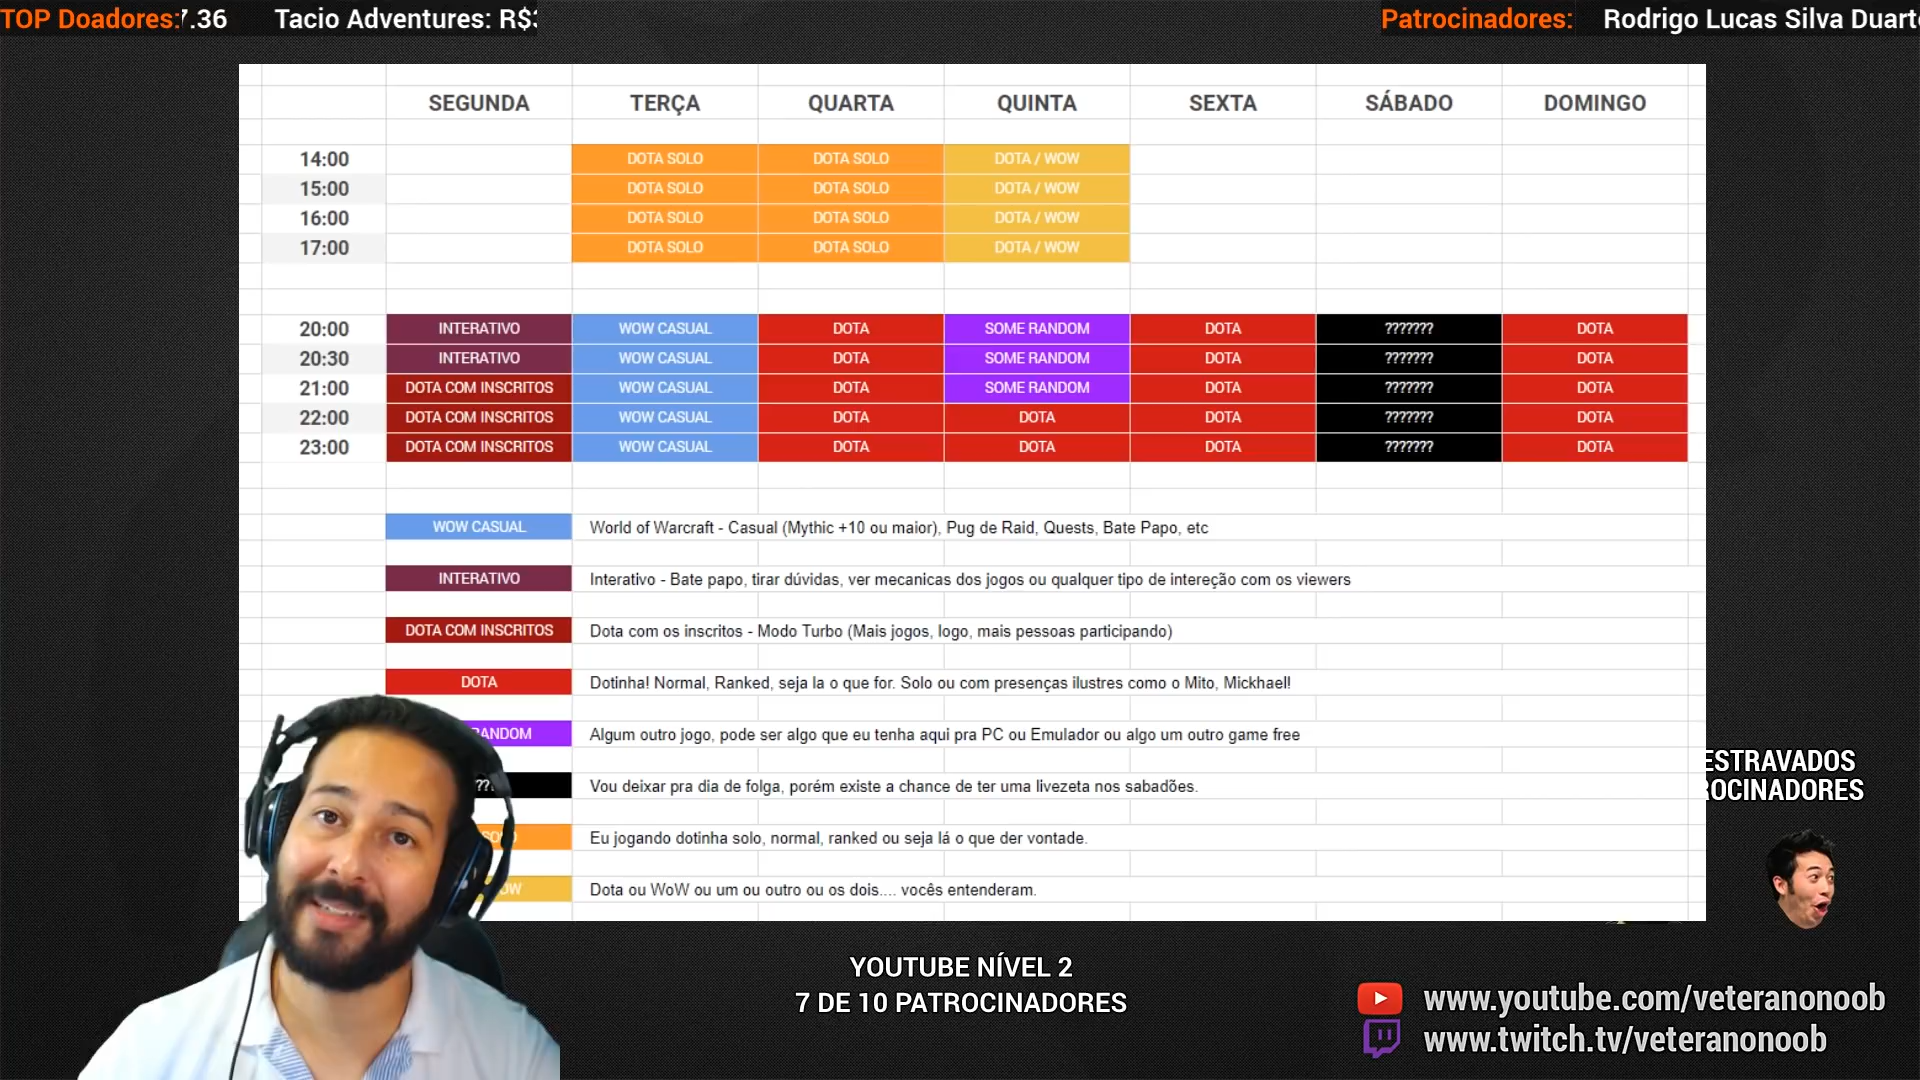 TOP Doadores: 7.36 Tacio Adventures: R$
Patrocinadores: Rodrigo Lucas Silva Duarte
SEGUNDA TERÇA QUARTA QUINTA SEXTA SÁBADO DOMINGO
14:00 DOTA SOLO DOTA SOLO DOTA / WOW
15:00 DOTA SOLO DOTA SOLO DOTA / WOW
16:00 DOTA SOLO DOTA SOLO DOTA / WOW
17:00 DOTA SOLO DOTA SOLO DOTA / WOW
20:00 INTERATIVO WOW CASUAL DOTA SOME RANDOM DOTA ??????? DOTA
20:30 INTERATIVO WOW CASUAL DOTA SOME RANDOM DOTA ??????? DOTA
21:00 DOTA COM INSCRITOS WOW CASUAL DOTA SOME RANDOM DOTA ??????? DOTA
22:00 DOTA COM INSCRITOS WOW CASUAL DOTA DOTA DOTA ??????? DOTA
23:00 DOTA COM INSCRITOS WOW CASUAL DOTA DOTA DOTA ??????? DOTA
WOW CASUAL World of Warcraft - Casual (Mythic +10 ou maior), Pug de Raid, Quests, Bate Papo, etc
INTERATIVO Interativo - Bate papo, tirar dúvidas, ver mecanicas dos jogos ou qualquer tipo deintereção com os viewers
DOTA COM INSCRITOS Dota com os inscritos - Modo Turbo (Mais jogos, logo, mais pessoas participando)
DOTA Dotinha! Normal, Ranked, seja la o que for. Solo ou com presenças ilustres como o Mito, Mickhael!
RANDOM Algum outro jogo, pode ser algo que eu tenha aqui pra PC ou Emulador ou algo um outro game free
?? Vou deixar pra dia de folga, porém existe a chance de ter uma livezeta nos sabadões.
SOLO Eu jogando dotinha solo, normal, ranked ou seja lá o que der vontade.
OW Dota ou WoW ou um ou outro ou os dois.... vocês entenderam.
ESTRAVADOS
ROCINADORES
YOUTUBE NÍVEL 2
7 DE 10 PATROCINADORES
www.youtube.com/veteranonoob
www.twitch.tv/veteranonoob